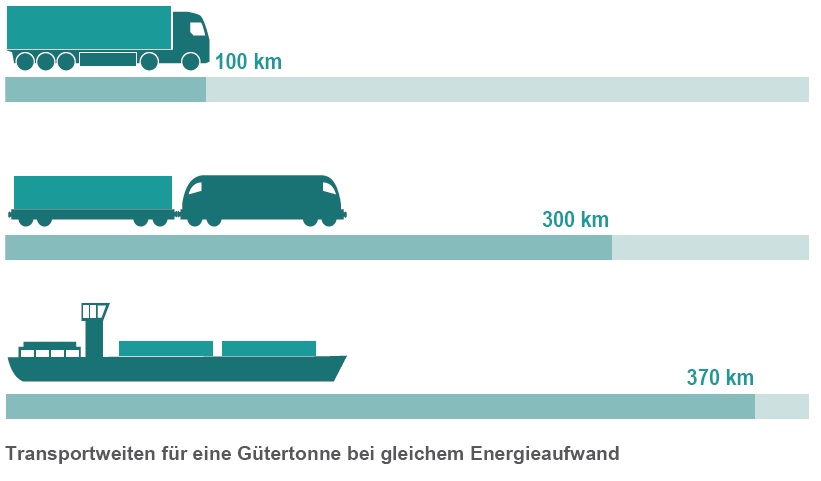 100 km
300 km
370 km
Transportweiten für eine Gütertonne bei gleichem Energieaufwand